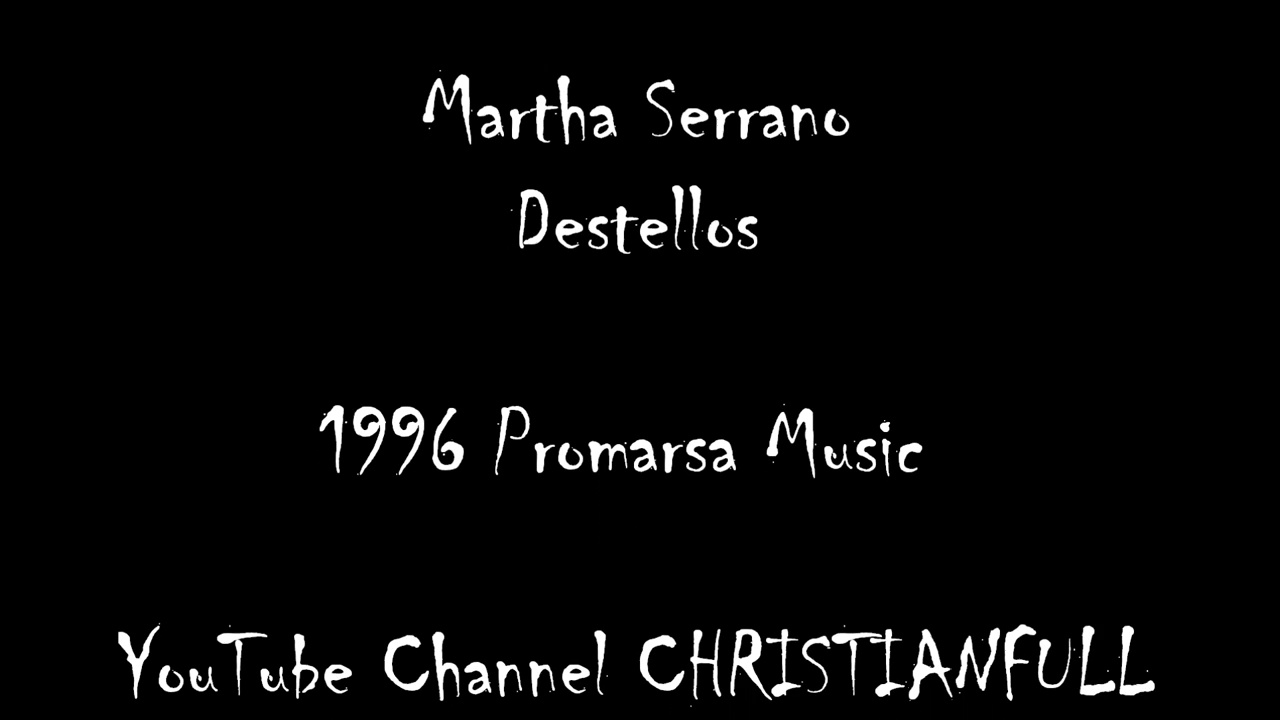 Martha Serrano
Destellos
1996 Promarsa Music
YouTube Channel CHRISTIANFULL